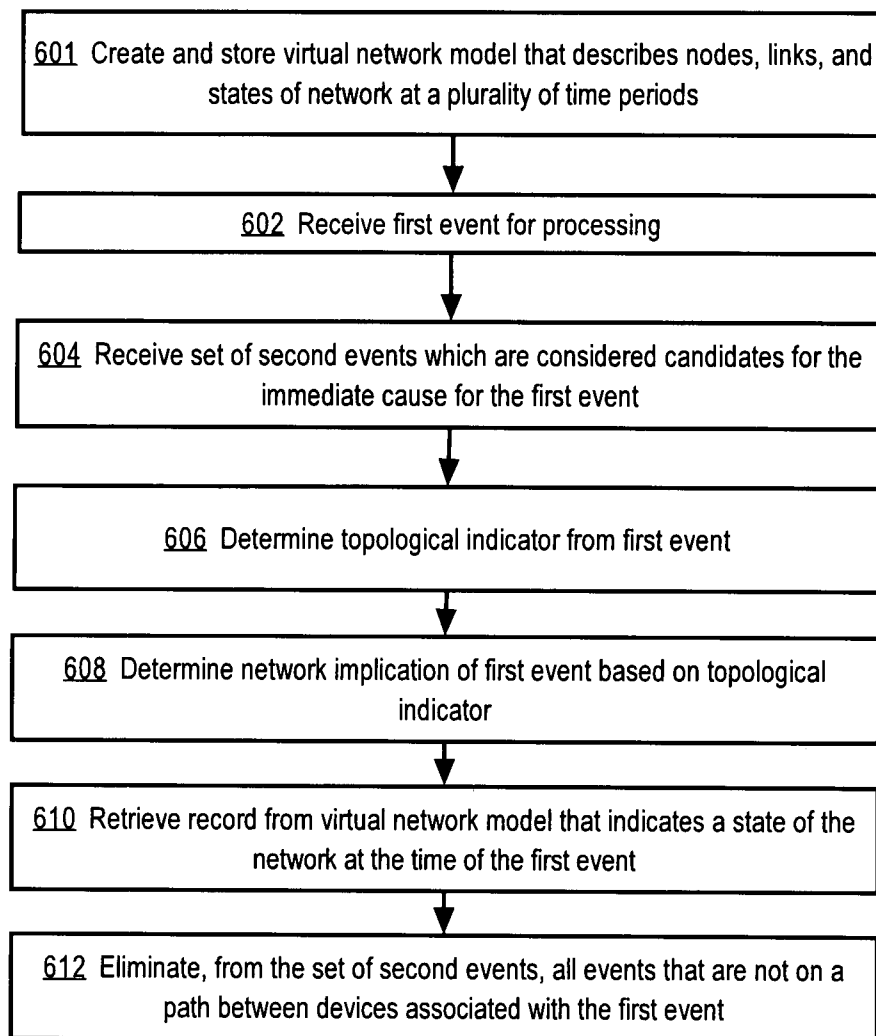 601 Create and store virtual network model that describes nodes, links, and
states of network at a plurality of time periods
602 Receive first event for processing
604 Receive set of second events which are considered candidates for the
immediate cause for the first event
606 Determine topological indicator from first event
608 Determine network implication of first event based on topological
indicator
610 Retrieve record from virtual network model that indicates a state of the
network at the time of the first event
612 Eliminate, from the set of second events, all events that are not on a
path between devices associated with the first event